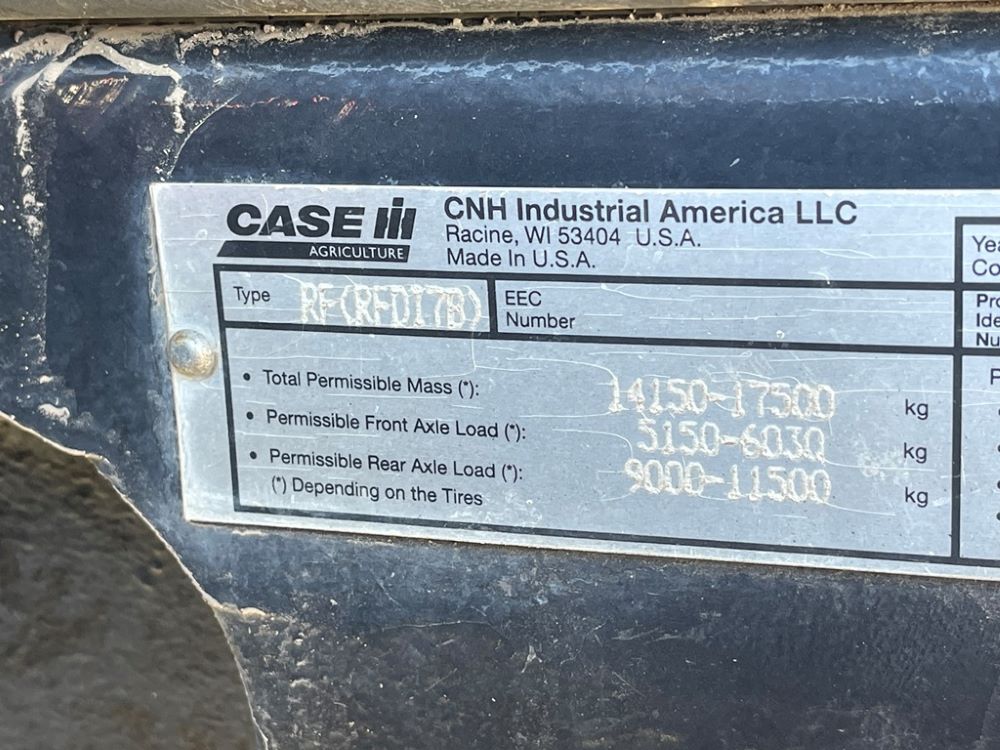 CASE IH
AGRICULTURE
CNH Industrial America LLC
Racine, WI 53404 U.S.A.
Made In U.S.A.
Type RF(RFDI7B)
EEC
Number
• Total Permissible Mass (*): 14150-17500 kg
• Permissible Front Axle Load (*): 5150-6030 kg
• Permissible Rear Axle Load (*): 9000-11500 kg
(*) Depending on the Tires